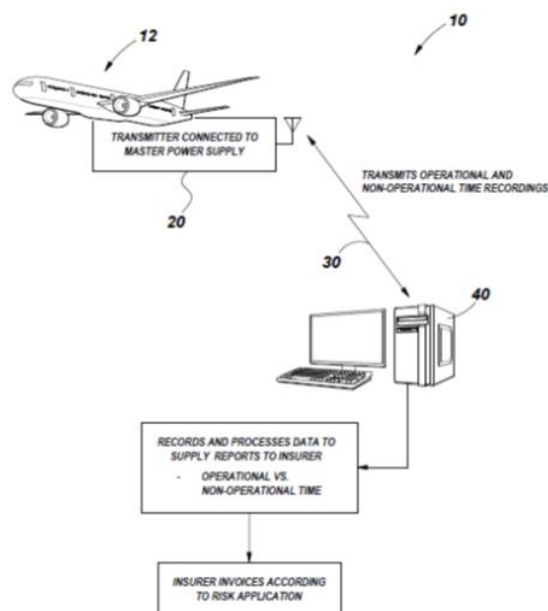 12
10
TRANSMITTER CONNECTED TO
MASTER POWER SUPPLY
20
TRANSMITS OPERATIONAL AND
NON-OPERATIONAL TIME RECORDINGS
30
40
RECORDS AND PROCESSES DATA TO
SUPPLY REPORTS TO INSURER
- OPERATIONAL VS.
NON-OPERATIONAL TIME
INSURER INVOICES ACCORDING
TO RISK APPLICATION